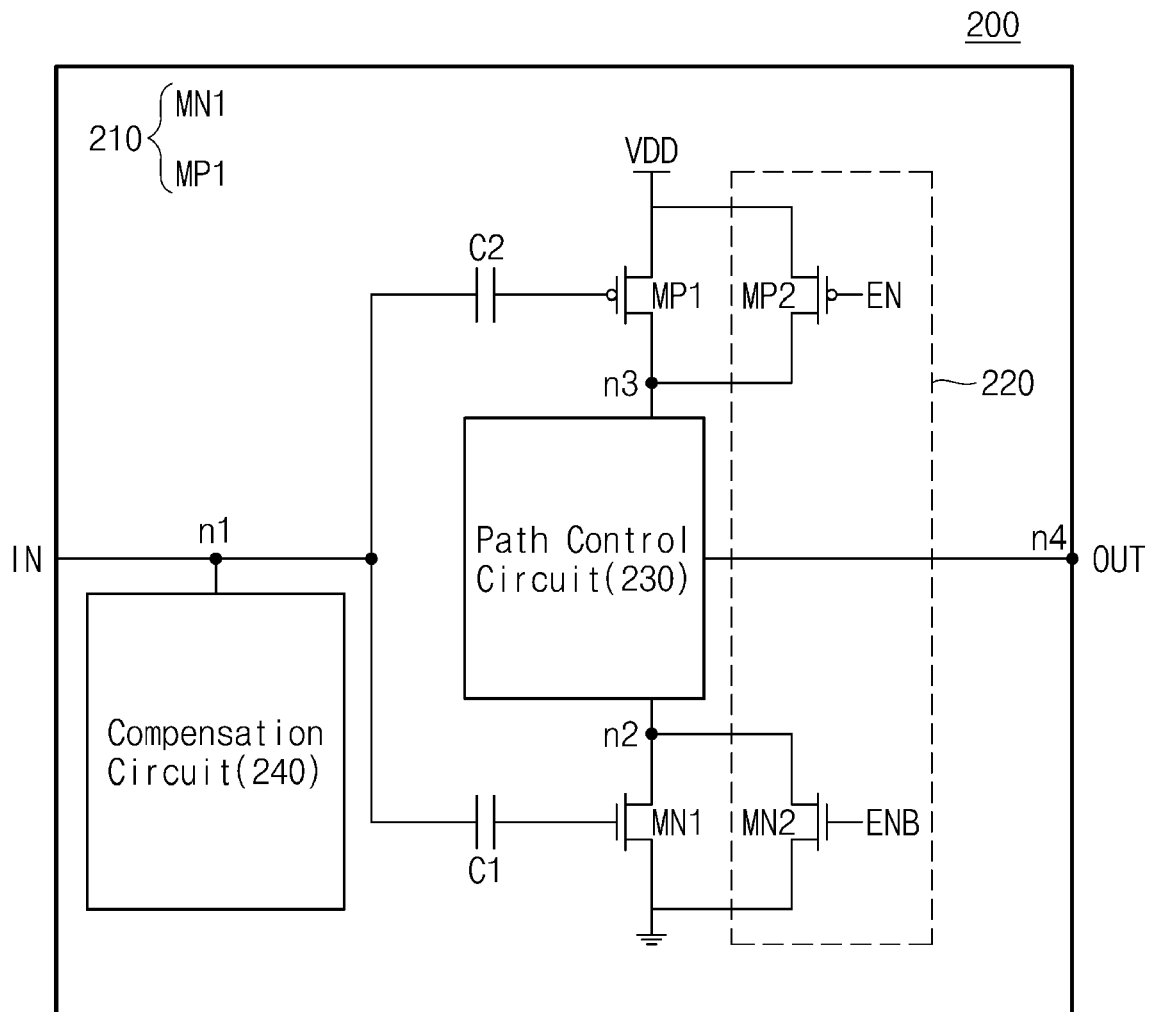 200
210
MN1
MP1
VDD
C2
MP1
MP2
EN
n3
220
IN
n1
Path Control
Circuit(230)
n4
OUT
Compensation
Circuit(240)
n2
C1
MN1
MN2
ENB